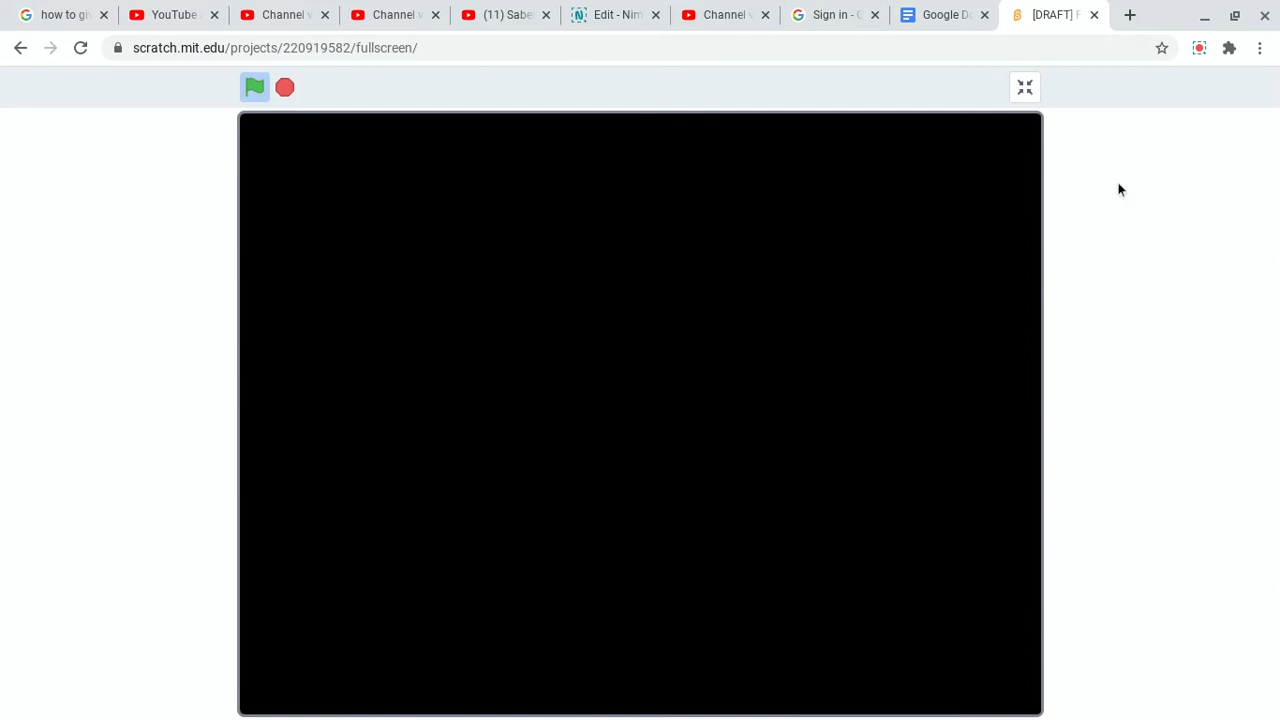 how to gi
YouTube
Channel v
Channel v
(11) Sabe
Edit - Nim
Channel v
Sign in - G
Google Do
[DRAFT] F
scratch.mit.edu/projects/220919582/fullscreen/